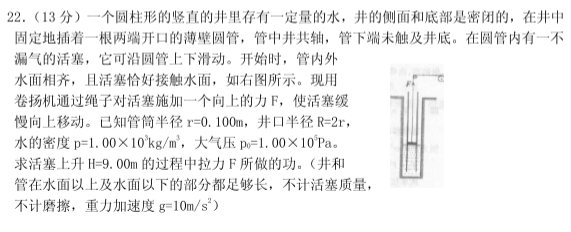 22.（13 分）一个圆柱形的竖直的井里存有一定量的水，井的侧面和底部是密闭的，在井中
固定地插着一根两端开口的薄壁圆管，管中井共轴，管下端未触及井底。在圆管内有一不
漏气的活塞，它可沿圆管上下滑动。开始时，管内外
水面相齐，且活塞恰好接触水面，如右图所示。现用
卷扬机通过绳子对活塞施加一个向上的力 F，使活塞缓
慢向上移动。已知管筒半径 r=0.100m，井口半径 R=2r，
水的密度 p=1.00×10³kg/m³，大气压 p₀=1.00×10⁵Pa。
求活塞上升 H=9.00m 的过程中拉力 F 所做的功。（井和
管在水面以上及水面以下的部分都足够长，不计活塞质量，
不计磨擦，重力加速度 g=10m/s²）